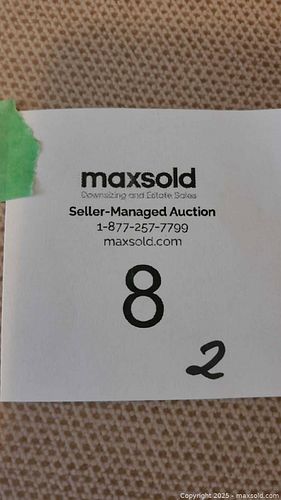 maxsold
Downsizing and Estate Sales
Seller-Managed Auction
1-877-257-7799
maxsold.com
8
2
Copyright 2025 - maxsold.com